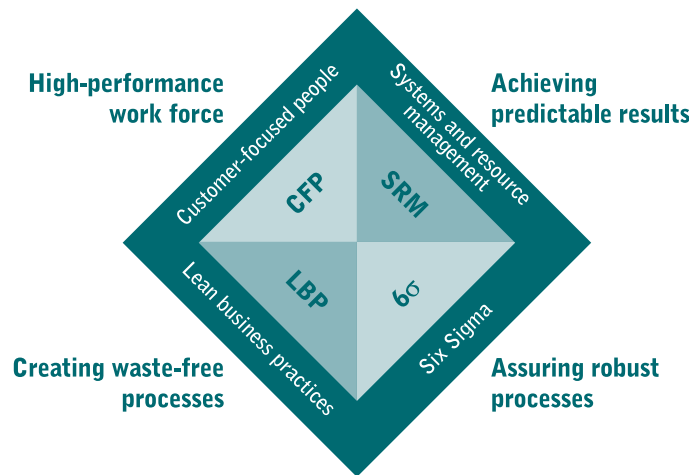 High-performance
work force
Customer-focused people
CFP
Systems and resource
management
SRM
Achieving
predictable results
Creating waste-free
processes
Lean business practices
LBP
6σ
Six Sigma
Assuring robust
processes